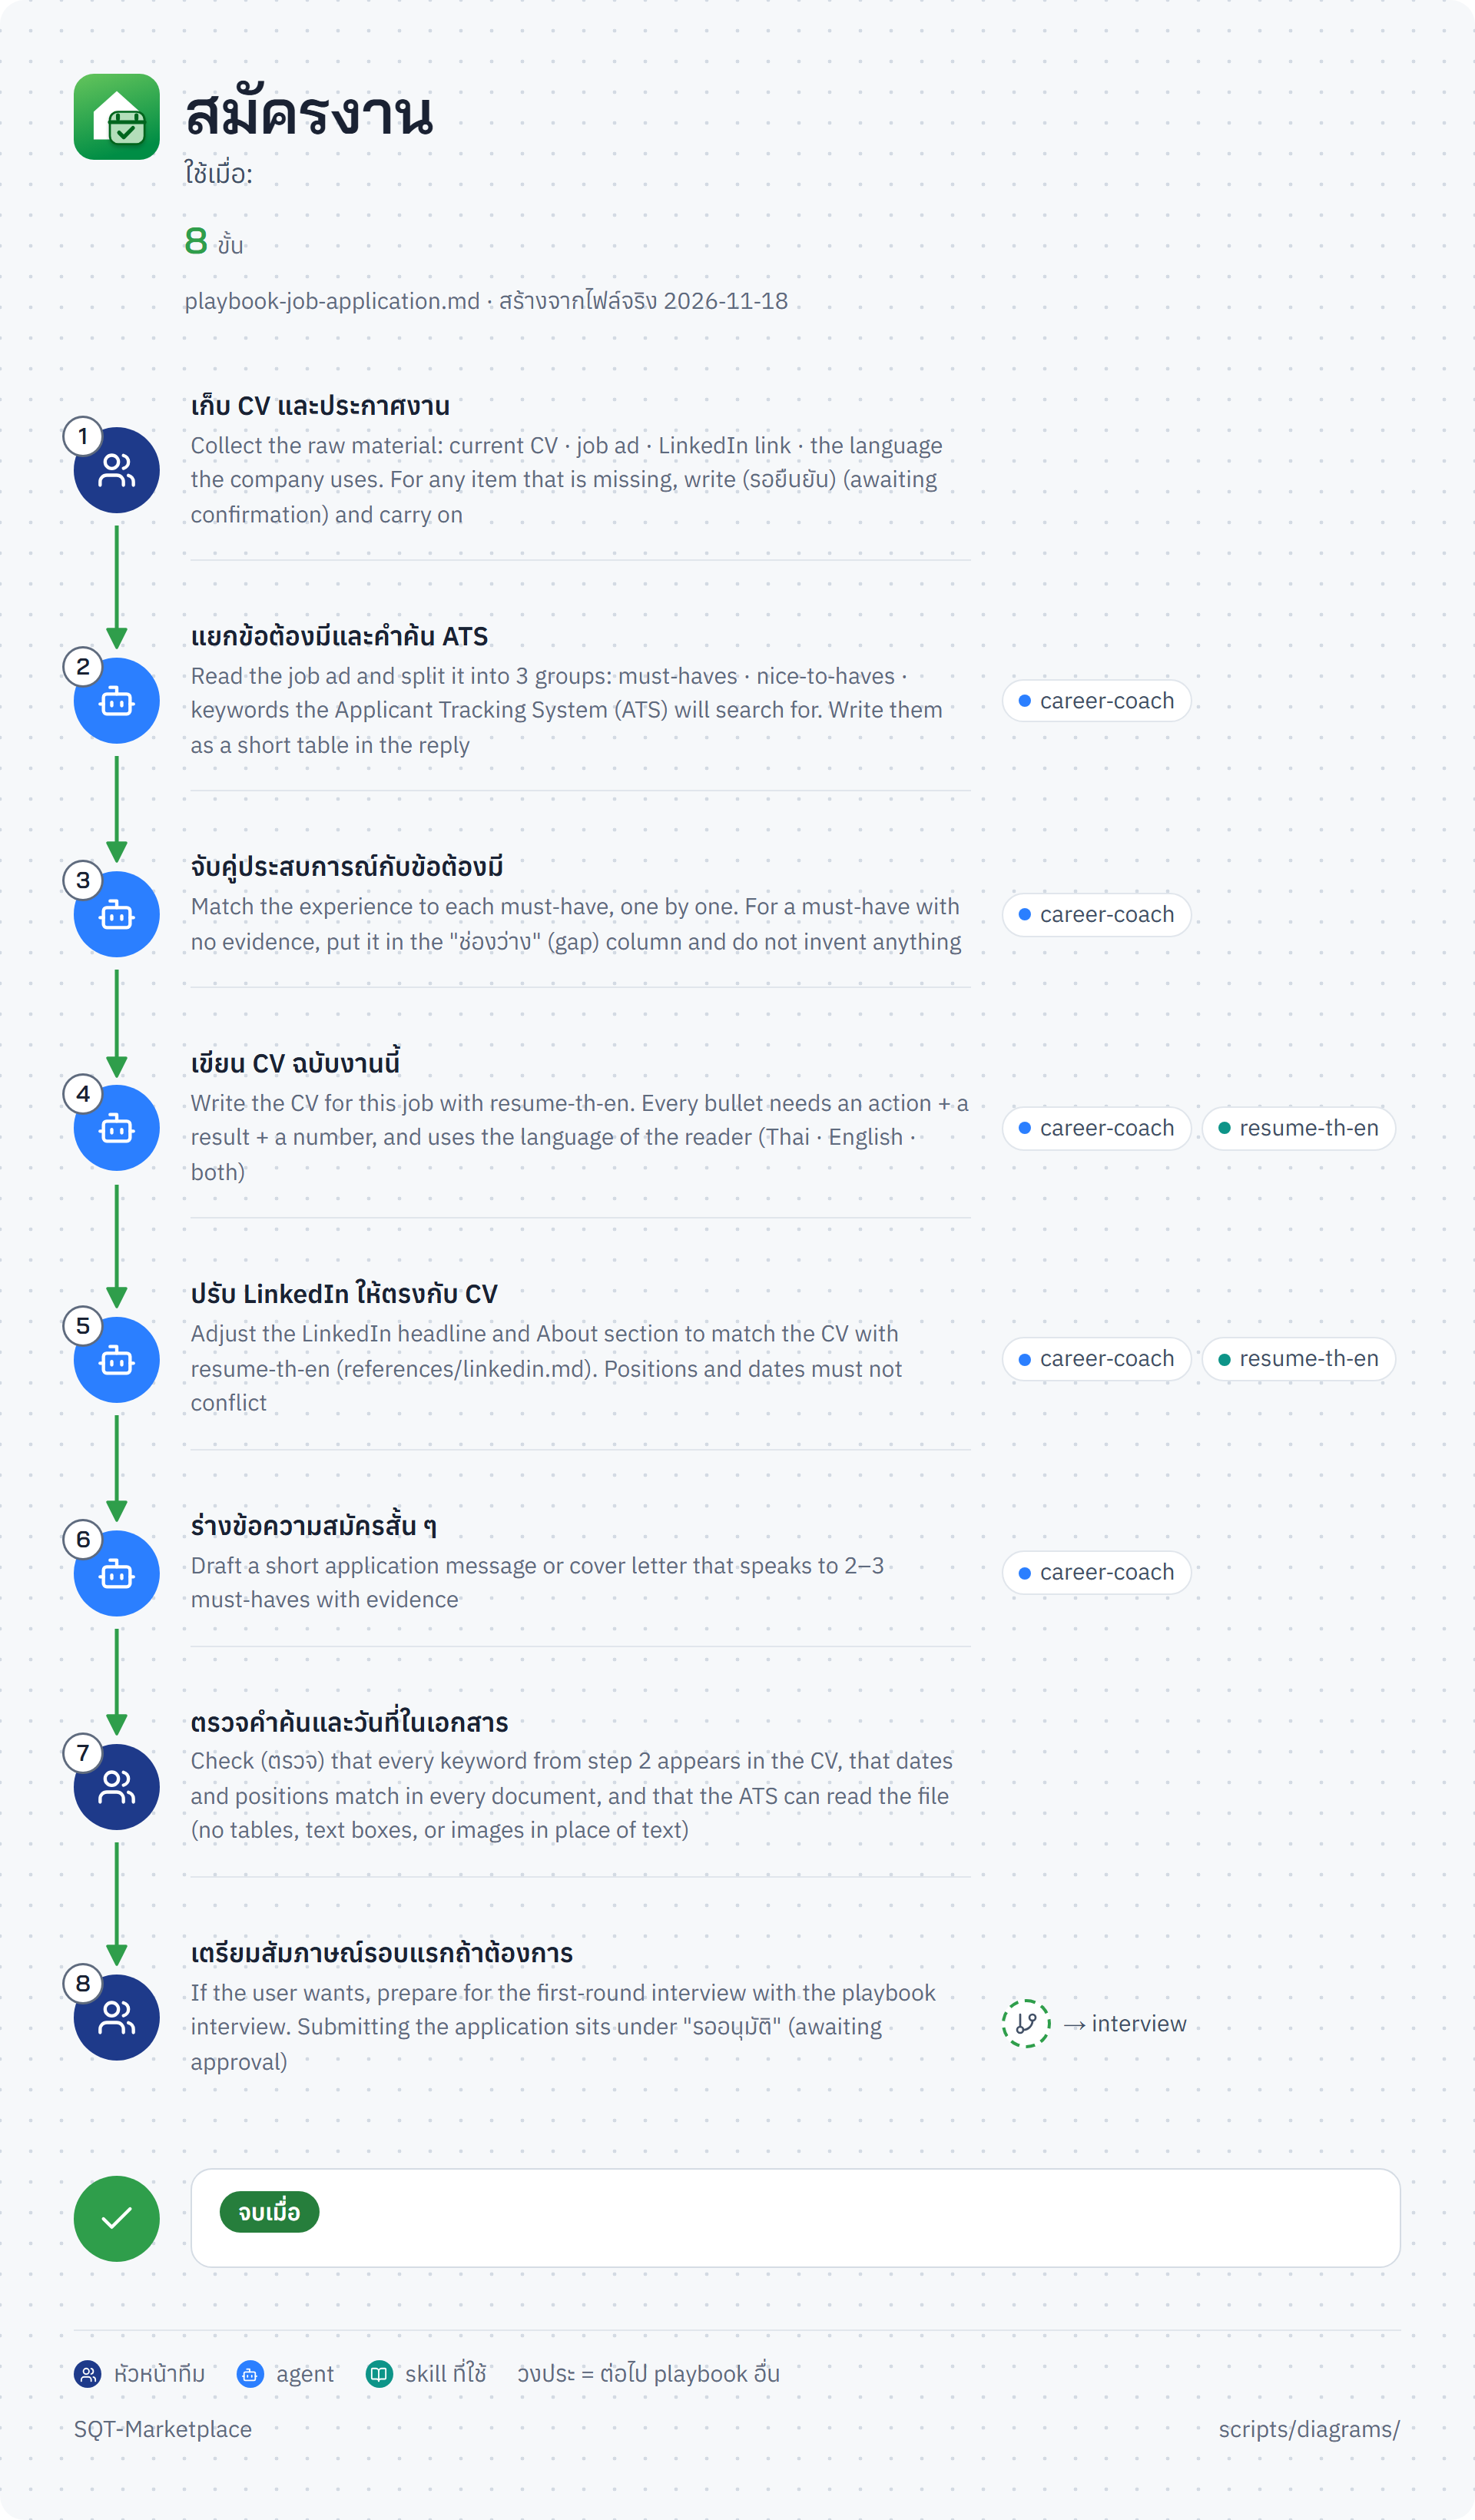 สมัครงาน
ใช้เมื่อ:
8 ขั้น
playbook-job-application.md · สร้างจากไฟล์จริง 2026-11-18
1
เก็บ CV และประกาศงาน
Collect the raw material: current CV · job ad · LinkedIn link · the language
the company uses. For any item that is missing, write (รอยืนยัน) (awaiting
confirmation) and carry on
2
แยกข้อต้องมีและคำค้น ATS
Read the job ad and split it into 3 groups: must-haves · nice-to-haves ·
keywords the Applicant Tracking System (ATS) will search for. Write them
as a short table in the reply
career-coach
3
จับคู่ประสบการณ์กับข้อต้องมี
Match the experience to each must-have, one by one. For a must-have with
no evidence, put it in the "ช่องว่าง" (gap) column and do not invent anything
career-coach
4
เขียน CV ฉบับงานนี้
Write the CV for this job with resume-th-en. Every bullet needs an action + a
result + a number, and uses the language of the reader (Thai · English ·
both)
career-coach resume-th-en
5
ปรับ LinkedIn ให้ตรงกับ CV
Adjust the LinkedIn headline and About section to match the CV with
resume-th-en (references/linkedin.md). Positions and dates must not
conflict
career-coach resume-th-en
6
ร่างข้อความสมัครสั้น ๆ
Draft a short application message or cover letter that speaks to 2–3
must-haves with evidence
career-coach
7
ตรวจคำค้นและวันที่ในเอกสาร
Check (ตรวจ) that every keyword from step 2 appears in the CV, that dates
and positions match in every document, and that the ATS can read the file
(no tables, text boxes, or images in place of text)
8
เตรียมสัมภาษณ์รอบแรกถ้าต้องการ
If the user wants, prepare for the first-round interview with the playbook
interview. Submitting the application sits under "รออนุมัติ" (awaiting
approval)
→ interview
จบเมื่อ
หัวหน้าทีม agent skill ที่ใช้ วงประ = ต่อไป playbook อื่น
SQT-Marketplace scripts/diagrams/